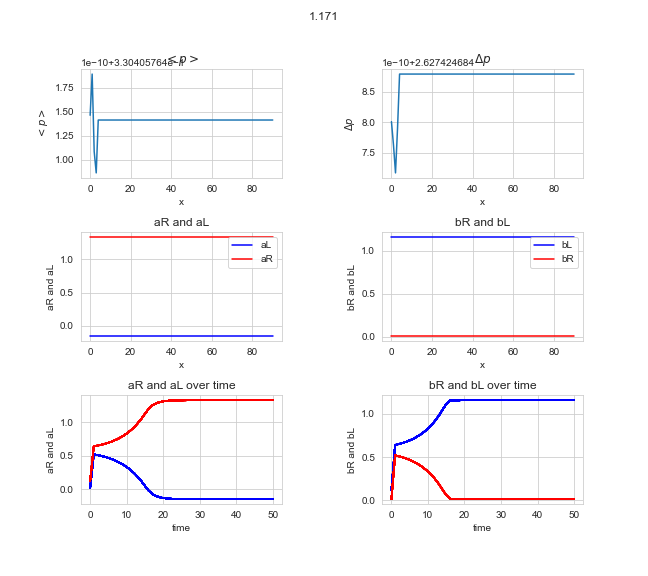 1.171
<p>
1e−10+3.30405764e−1
1.75
1.50
1.25
1.00
<p>
0 20 40 60 80
x
Δp
1e−10+2.627424684
8.5
8.0
7.5
Δp
0 20 40 60 80
x
aR and aL
1.0
0.5
0.0
aR and aL
aL
aR
0 20 40 60 80
x
bR and bL
1.0
0.5
0.0
bR and bL
bL
bR
0 20 40 60 80
x
aR and aL over time
1.0
0.5
0.0
aR and aL
0 10 20 30 40 50
time
bR and bL over time
1.0
0.5
0.0
bR and bL
0 10 20 30 40 50
time